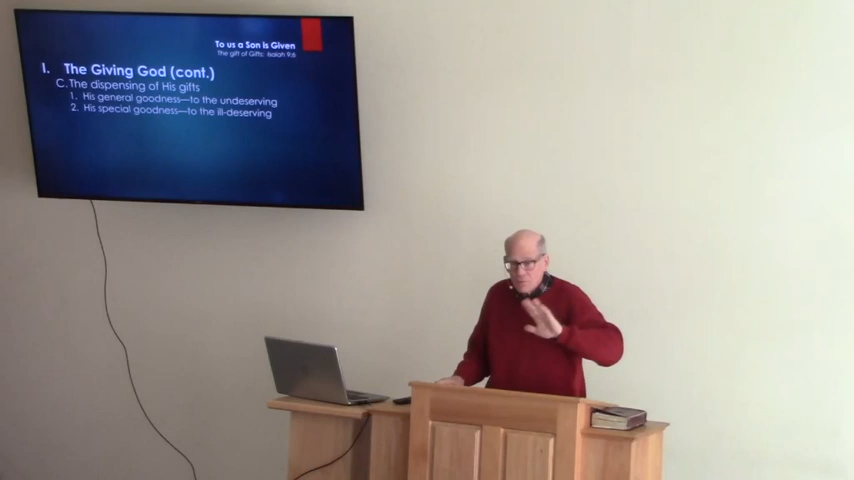 To us a Son is Given
The gift of Gifts: Isaiah 9:6
I. The Giving God (cont.)
C. The dispensing of His gifts
1. His general goodness—to the undeserving
2. His special goodness—to the ill-deserving